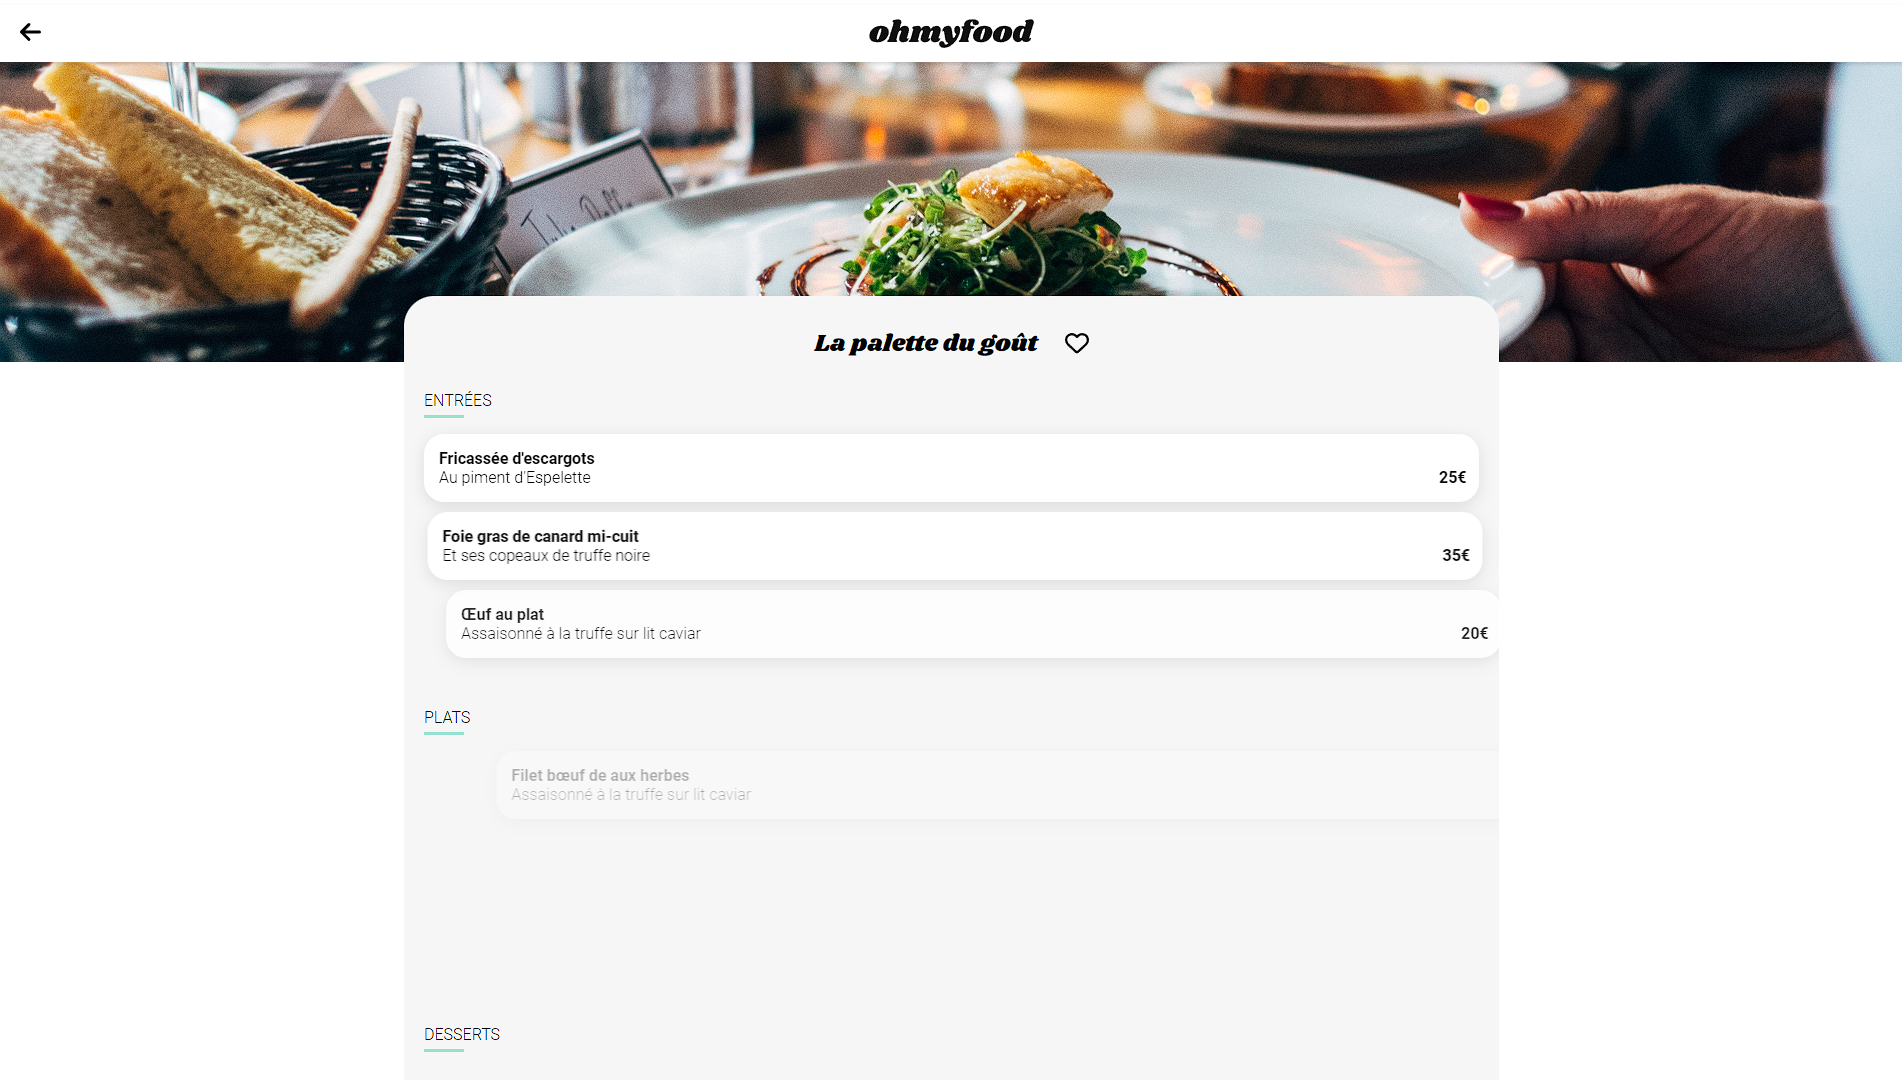 ohmyfood
La palette du goût
ENTRÉES
Fricassée d'escargots
Au piment d'Espelette
25€
Foie gras de canard mi-cuit
Et ses copeaux de truffe noire
35€
Œuf au plat
Assaisonné à la truffe sur lit caviar
20€
PLATS
Filet bœuf de aux herbes
Assaisonné à la truffe sur lit caviar
DESSERTS